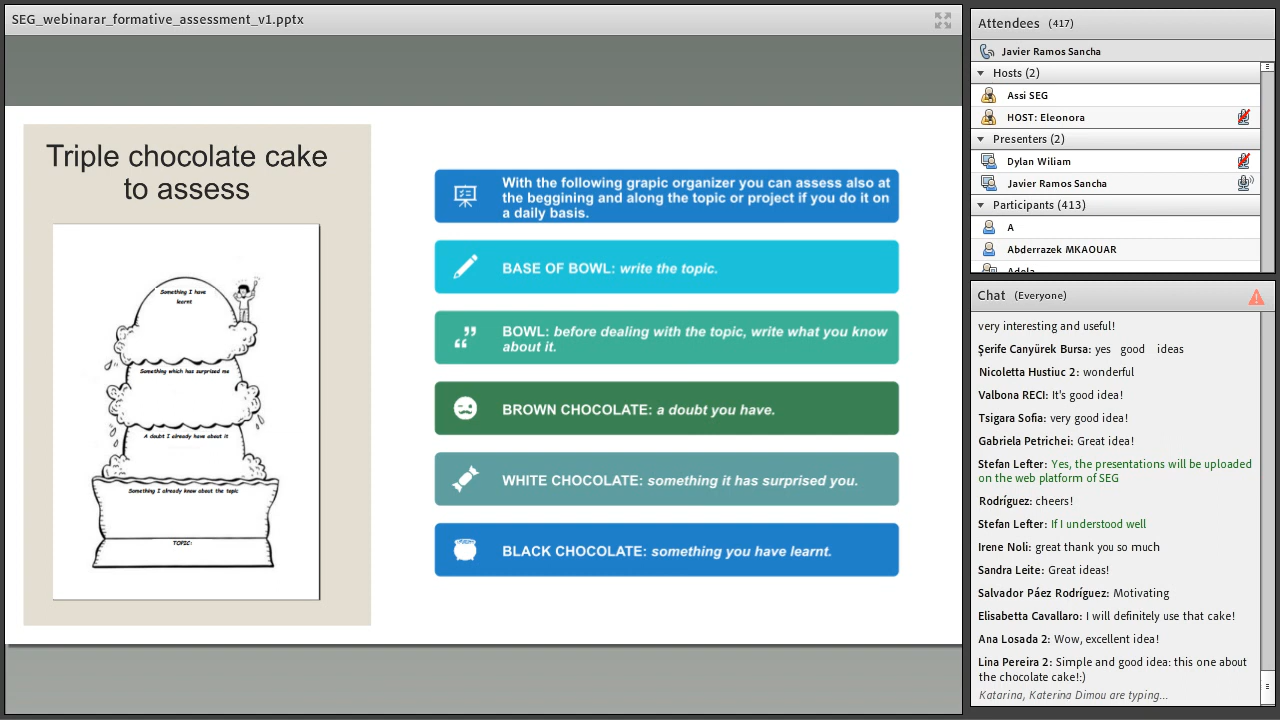 SEG_webinarar_formative_assessment_v1.pptx
Triple chocolate cake
to assess
Something I have
learnt
Something which has surprised me
A doubt I already have about it
Something I already know about the topic
TOPIC:
With the following grapic organizer you can assess also at
the beggining and along the topic or project if you do it on
a daily basis.
BASE OF BOWL: write the topic.
BOWL: before dealing with the topic, write what you know
about it.
BROWN CHOCOLATE: a doubt you have.
WHITE CHOCOLATE: something it has surprised you.
BLACK CHOCOLATE: something you have learnt.
Attendees (417)
Javier Ramos Sancha
Hosts (2)
Assi SEG
HOST: Eleonora
Presenters (2)
Dylan Wiliam
Javier Ramos Sancha
Participants (413)
A
Abderrazek MKAOUAR
Adela
Chat (Everyone)
very interesting and useful!
Şerife Canyürek Bursa: yes good ideas
Nicoletta Hustiuc 2: wonderful
Valbona RECI: It's good idea!
Tsigara Sofia: very good idea!
Gabriela Petrichei: Great idea!
Stefan Lefter: Yes, the presentations will be uploaded
on the web platform of SEG
Rodríguez: cheers!
Stefan Lefter: If I understood well
Irene Noli: great thank you so much
Sandra Leite: Great ideas!
Salvador Páez Rodríguez: Motivating
Elisabetta Cavallaro: I will definitely use that cake!
Ana Losada 2: Wow, excellent idea!
Lina Pereira 2: Simple and good idea: this one about
the chocolate cake!:)
Katarina, Katerina Dimou are typing...